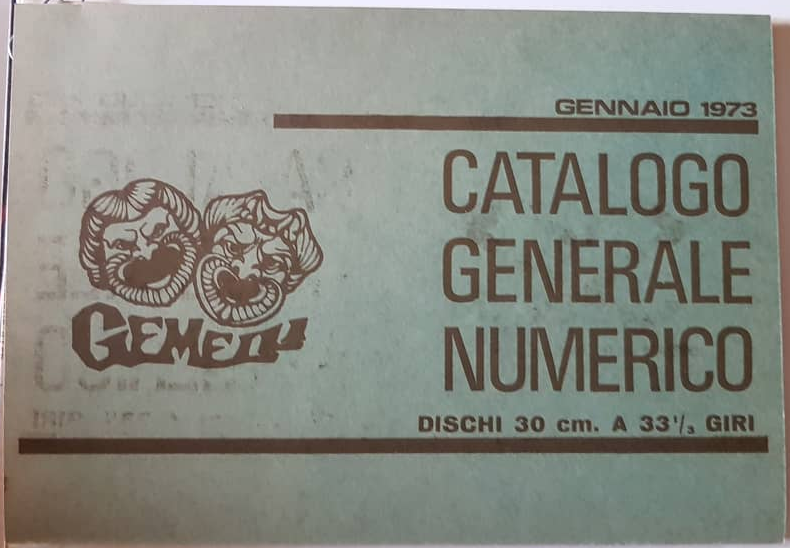 GENNAIO 1973
CATALOGO
GENERALE
NUMERICO
DISCHI 30 cm. A 33 1/3 GIRI
GEMELLI